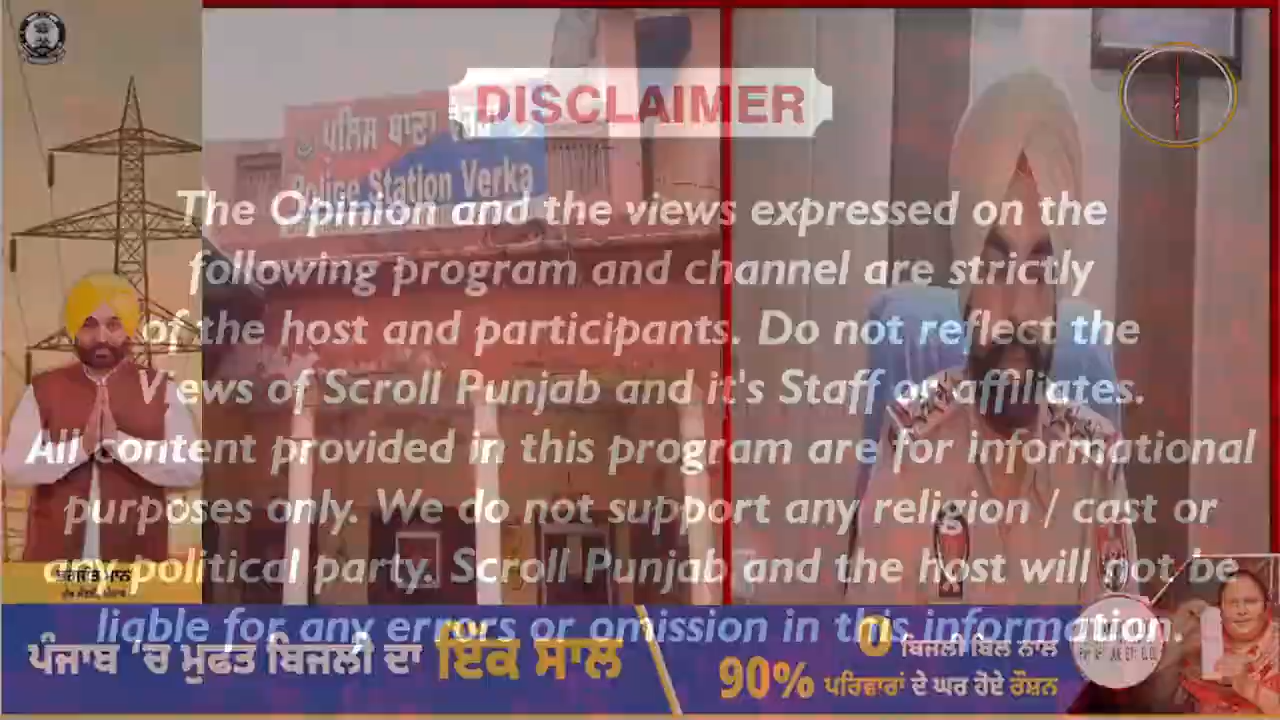 DISCLAIMER
ਪੁਲਿਸ ਥਾਣਾ
Police Station Verka
The Opinion and the views expressed on the
following program and channel are strictly
of the host and participants. Do not reflect the
Views of Scroll Punjab and it's Staff or affiliates.
All content provided in this program are for informational
purposes only. We do not support any religion / cast or
any political party. Scroll Punjab and the host will not be
liable for any errors or omission in this information.
ਪੰਜਾਬ 'ਚ ਮੁਫਤ ਬਿਜਲੀ ਦਾ ਇੱਕ ਸਾਲ
0 ਬਿਜਲੀ ਬਿਲ ਨਾਲ
90% ਪਰਿਵਾਰਾਂ ਦੇ ਘਰ ਹੋਏ ਰੌਸ਼ਨ